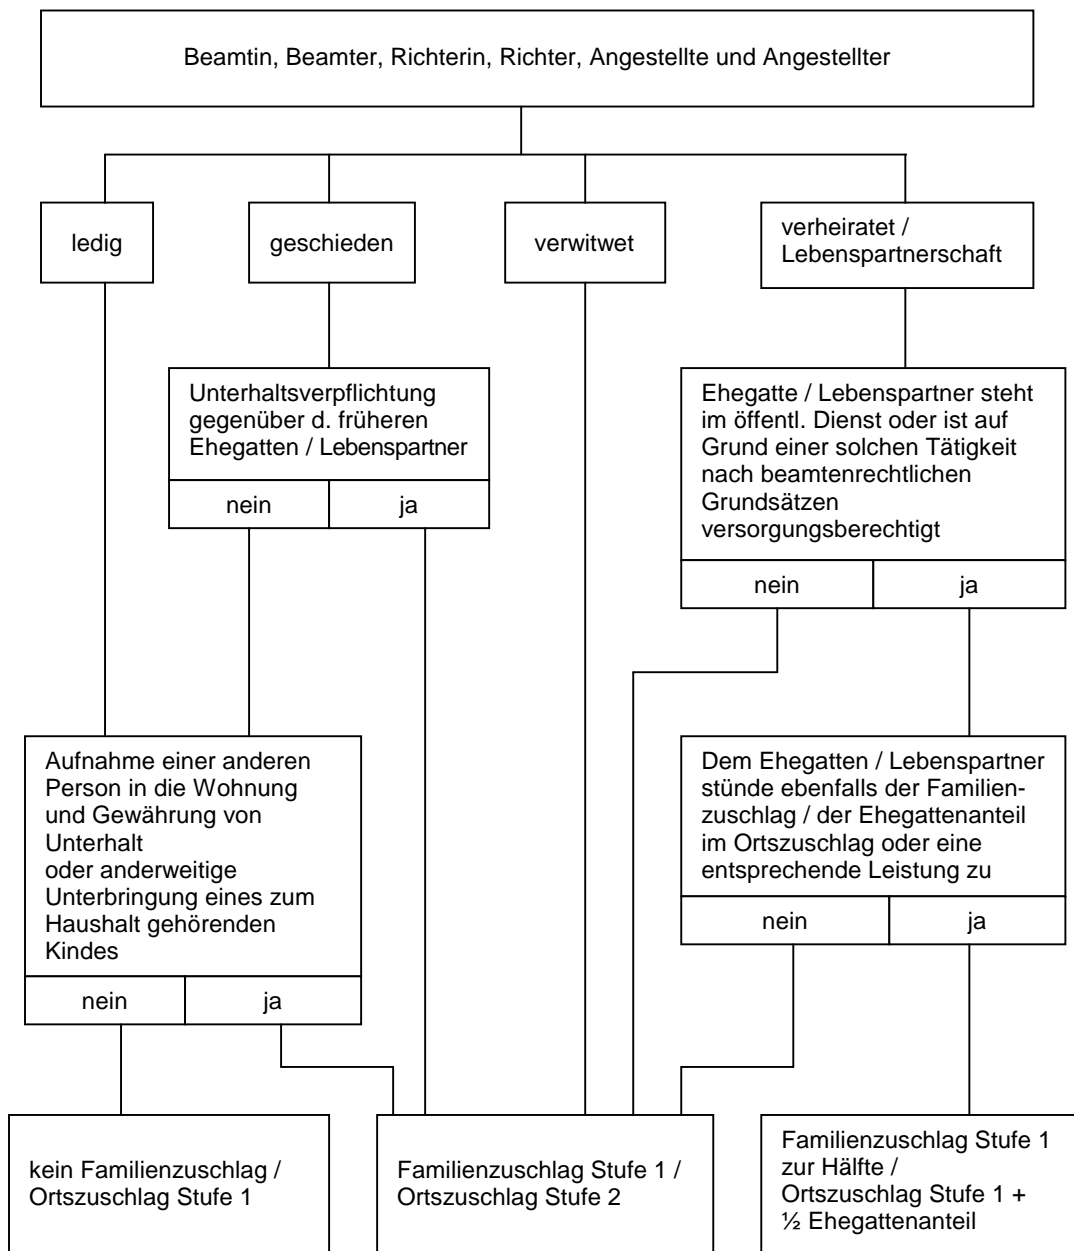 Beamtin, Beamter, Richterin, Richter, Angestellte und Angestellter
ledig
geschieden
verwitwet
verheiratet /
Lebenspartnerschaft
Unterhaltsverpflichtung
gegenüber d. früheren
Ehegatten / Lebenspartner
nein
ja
Ehegatte / Lebenspartner steht
im öffentl. Dienst oder ist auf
Grund einer solchen Tätigkeit
nach beamtenrechtlichen
Grundsätzen
versorgungsberechtigt
nein
ja
Aufnahme einer anderen
Person in die Wohnung
und Gewährung von
Unterhalt
oder anderweitige
Unterbringung eines zum
Haushalt gehörenden
Kindes
nein
ja
Dem Ehegatten / Lebenspartner
stünde ebenfalls der Familien-
zuschlag / der Ehegattenanteil
im Ortszuschlag oder eine
entsprechende Leistung zu
nein
ja
kein Familienzuschlag /
Ortszuschlag Stufe 1
Familienzuschlag Stufe 1 /
Ortszuschlag Stufe 2
Familienzuschlag Stufe 1
zur Hälfte /
Ortszuschlag Stufe 1 +
½ Ehegattenanteil